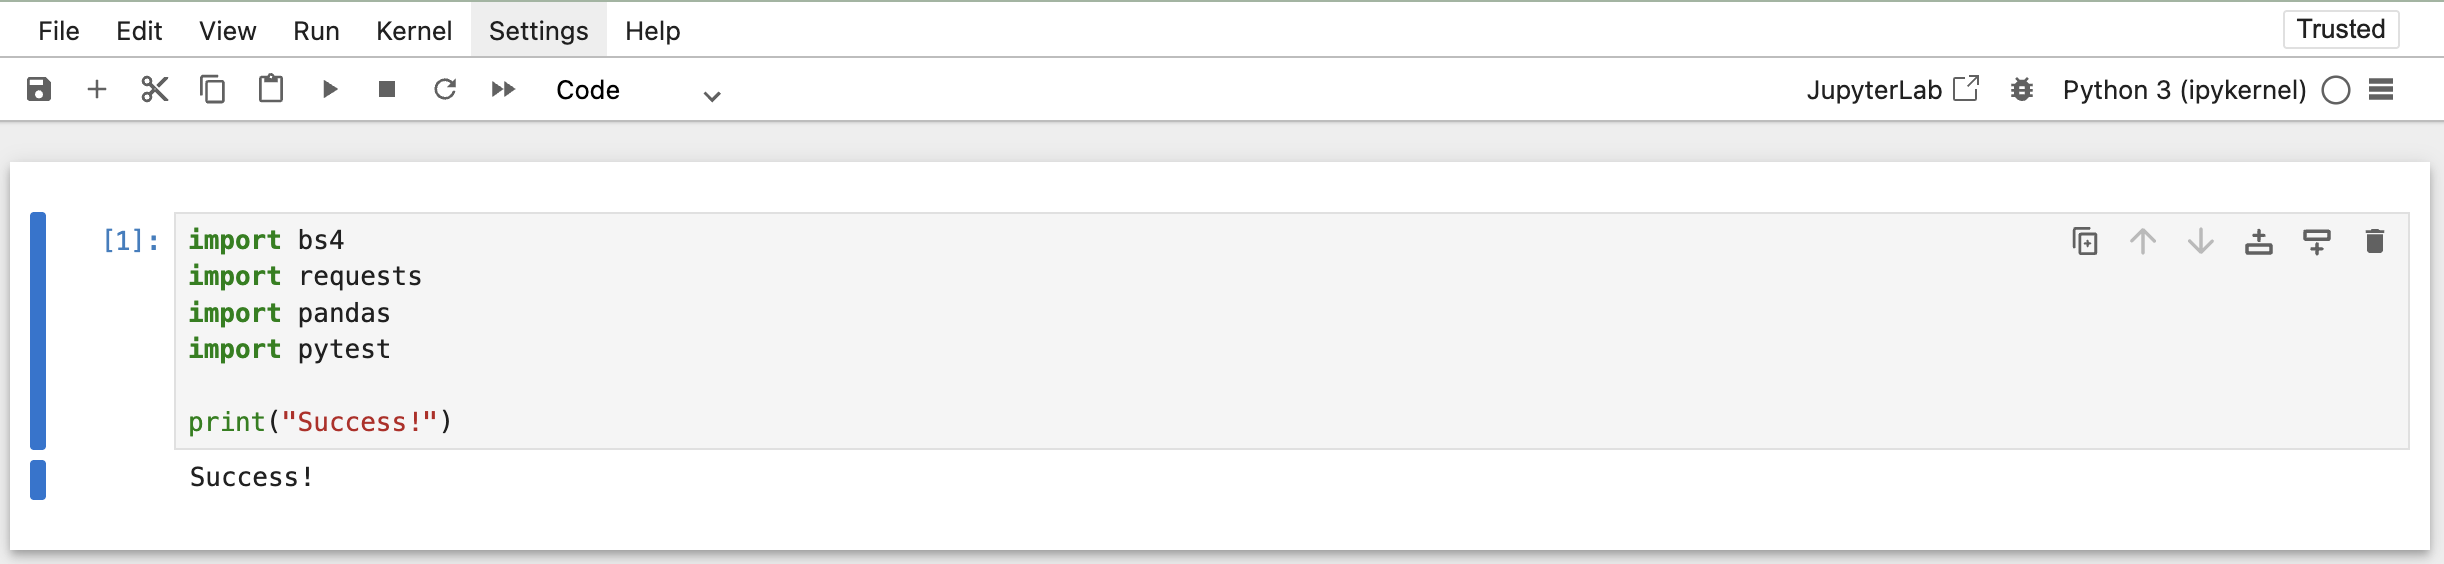 File Edit View Run Kernel Settings Help Trusted
Code JupyterLab Python 3 (ipykernel)
[1]: import bs4
import requests
import pandas
import pytest
print("Success!")
Success!